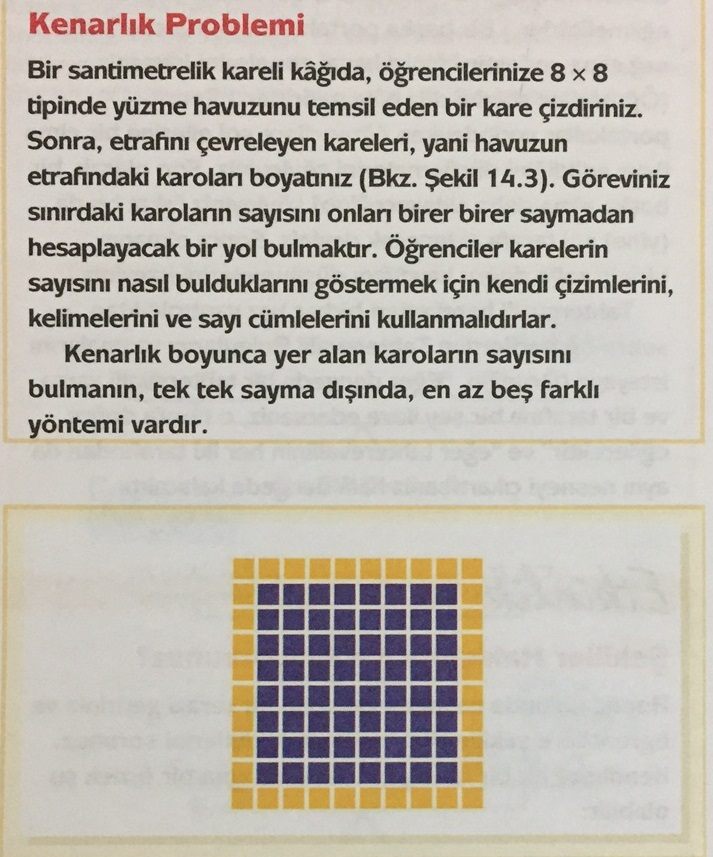 Kenarlık Problemi
Bir santimetrelik kareli kâğıda, öğrencilerinize 8 × 8
tipinde yüzme havuzunu temsil eden bir kare çizdiriniz.
Sonra, etrafını çevreleyen kareleri, yani havuzun
etrafındaki karoları boyatınız (Bkz. Şekil 14.3). Göreviniz
sınırdaki karoların sayısını onları birer birer saymadan
hesaplayacak bir yol bulmaktır. Öğrenciler karelerin
sayısını nasıl bulduklarını göstermek için kendi çizimlerini,
kelimelerini ve sayı cümlelerini kullanmalıdırlar.
Kenarlık boyunca yer alan karoların sayısını
bulmanın, tek tek sayma dışında, en az beş farklı
yöntemi vardır.